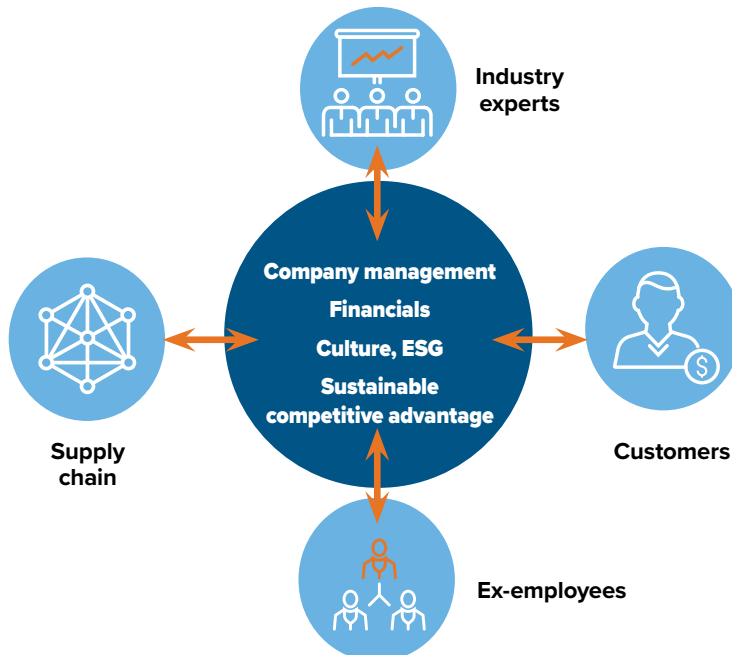 Industry
experts
Company management
Financials
Culture, ESG
Sustainable
competitive advantage
$
Supply
chain
Customers
Ex-employees